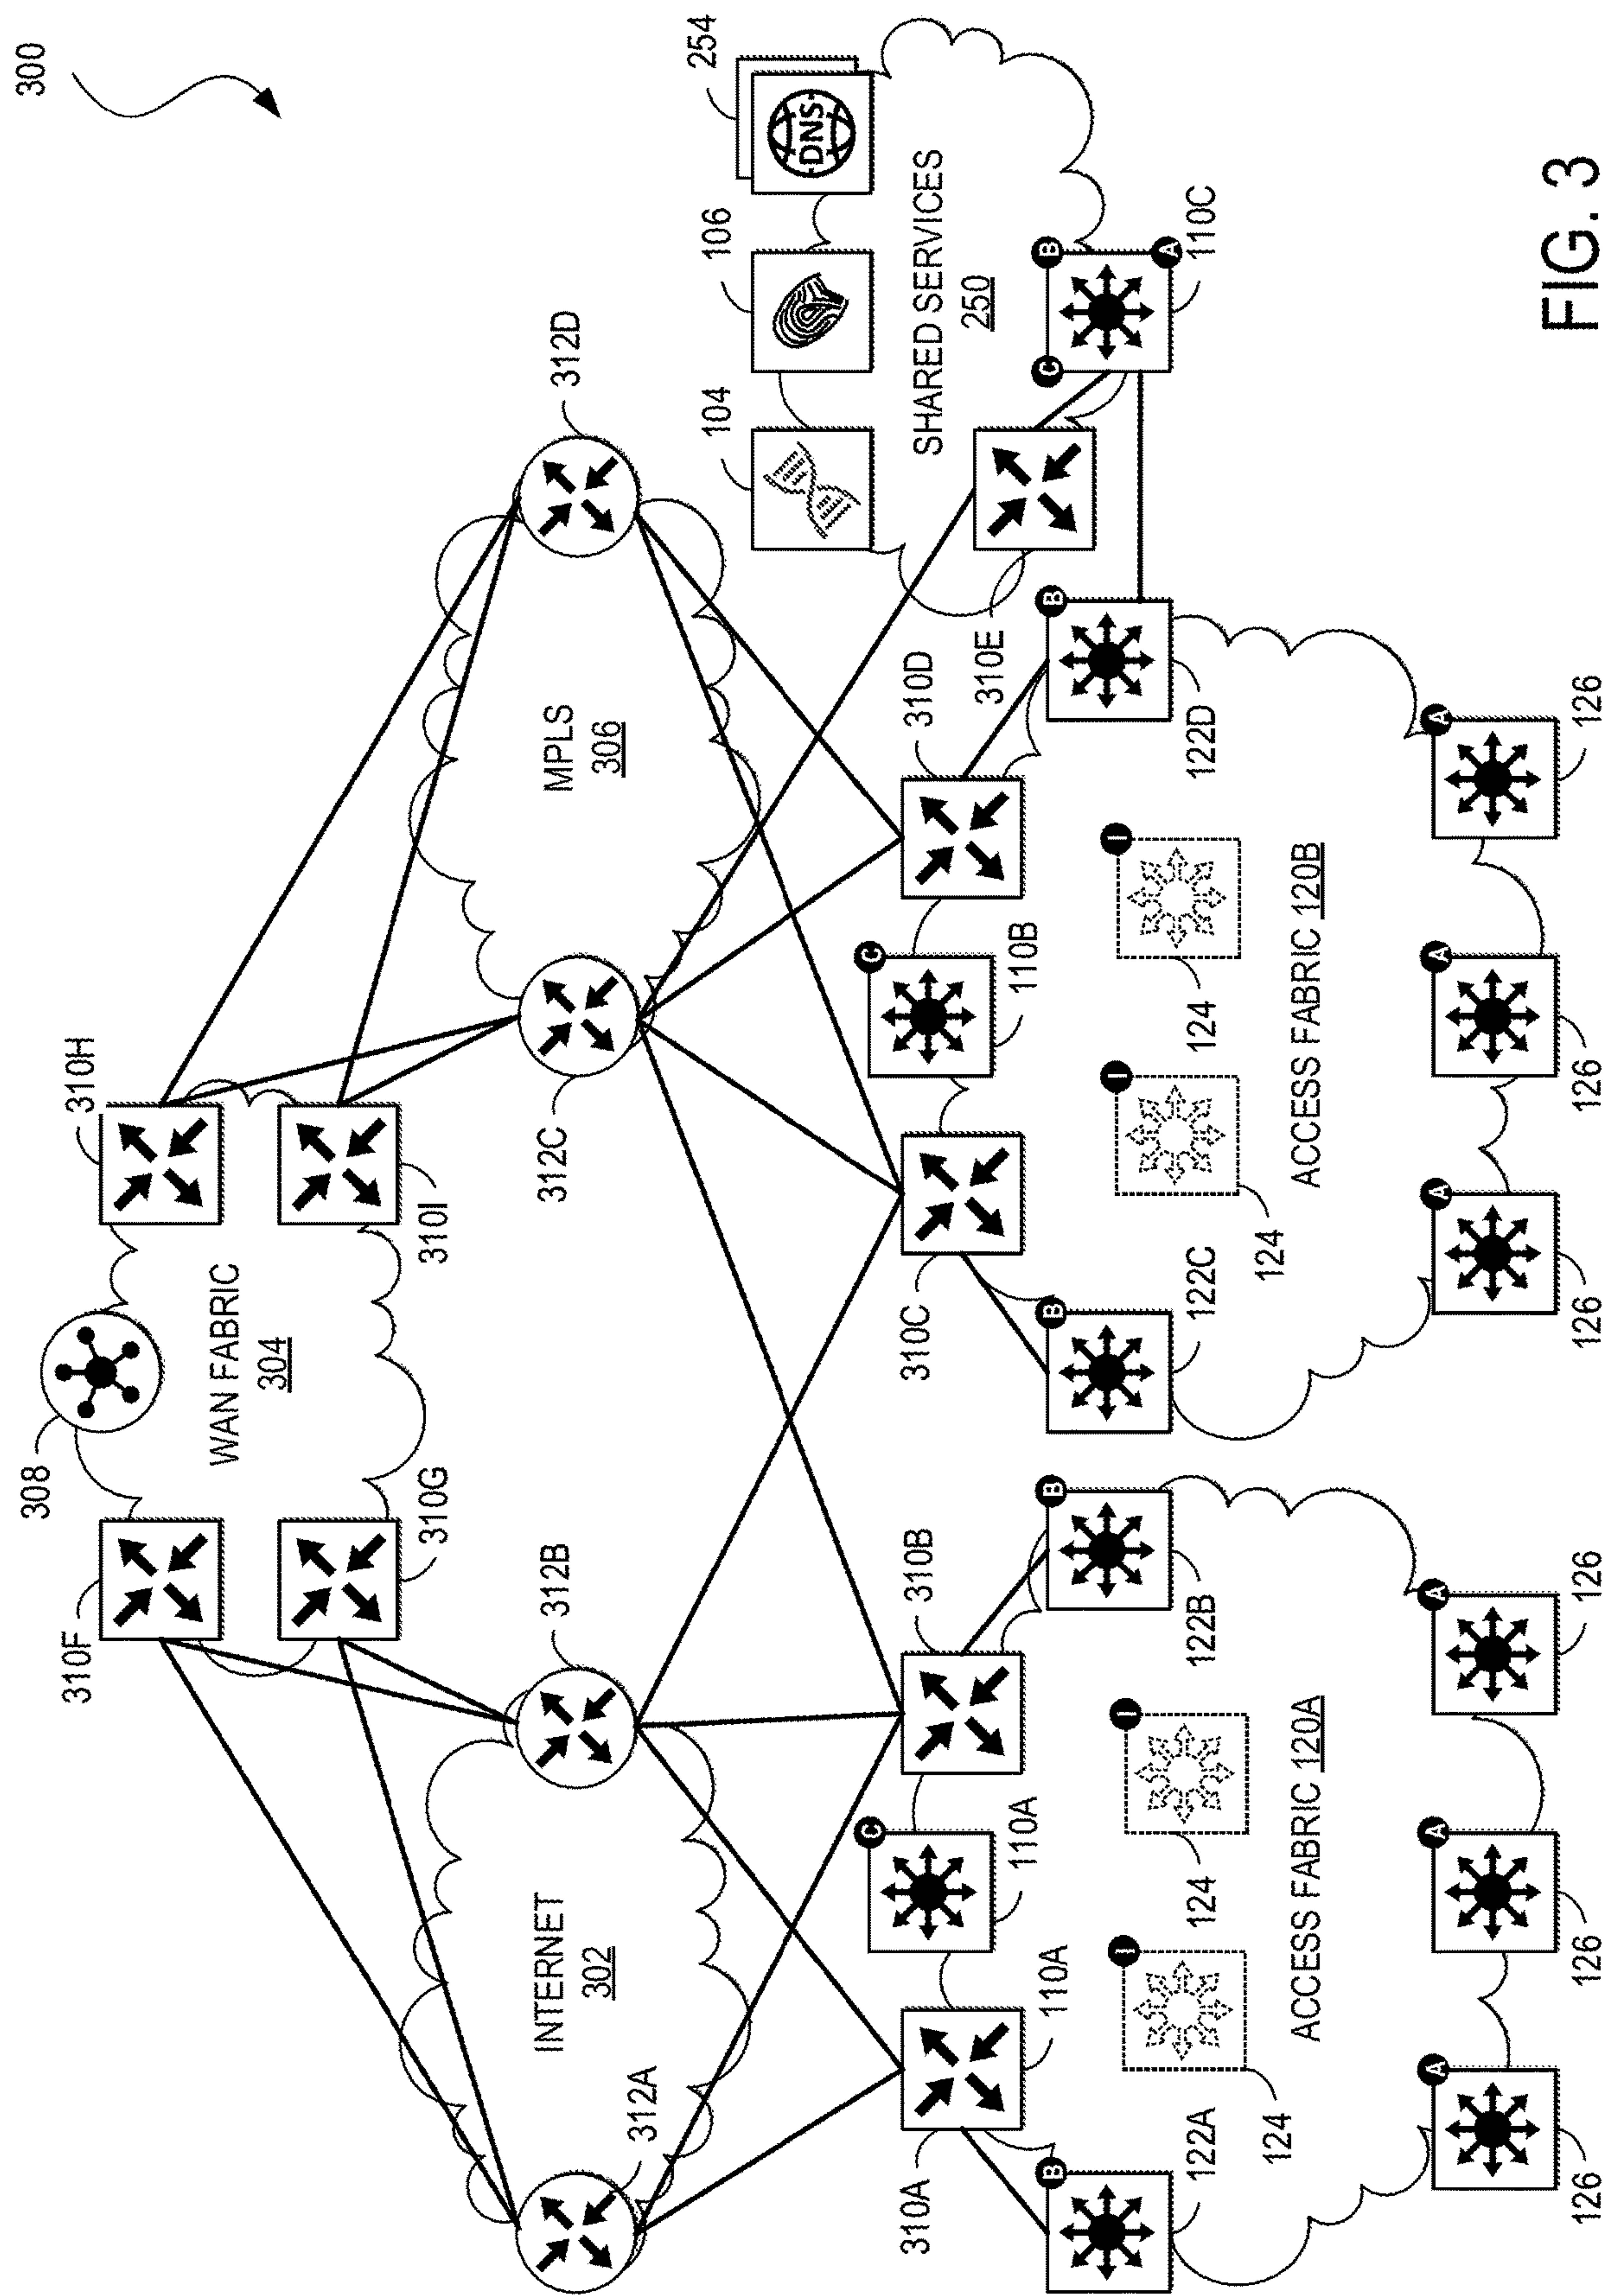 300
308
WAN FABRIC
304
310F
310G
310H
310I
312A
INTERNET
302
312B
312C
MPLS
306
312D
104
106
254
DNS
SHARED SERVICES
250
310E
C
B
A
110C
310A
110A
C
110A
310B
310C
C
110B
310D
B
122A
B
122B
B
122C
B
122D
I
124
I
124
I
124
I
124
ACCESS FABRIC 120A
ACCESS FABRIC 120B
A
126
A
126
A
126
A
126
A
126
A
126
FIG. 3